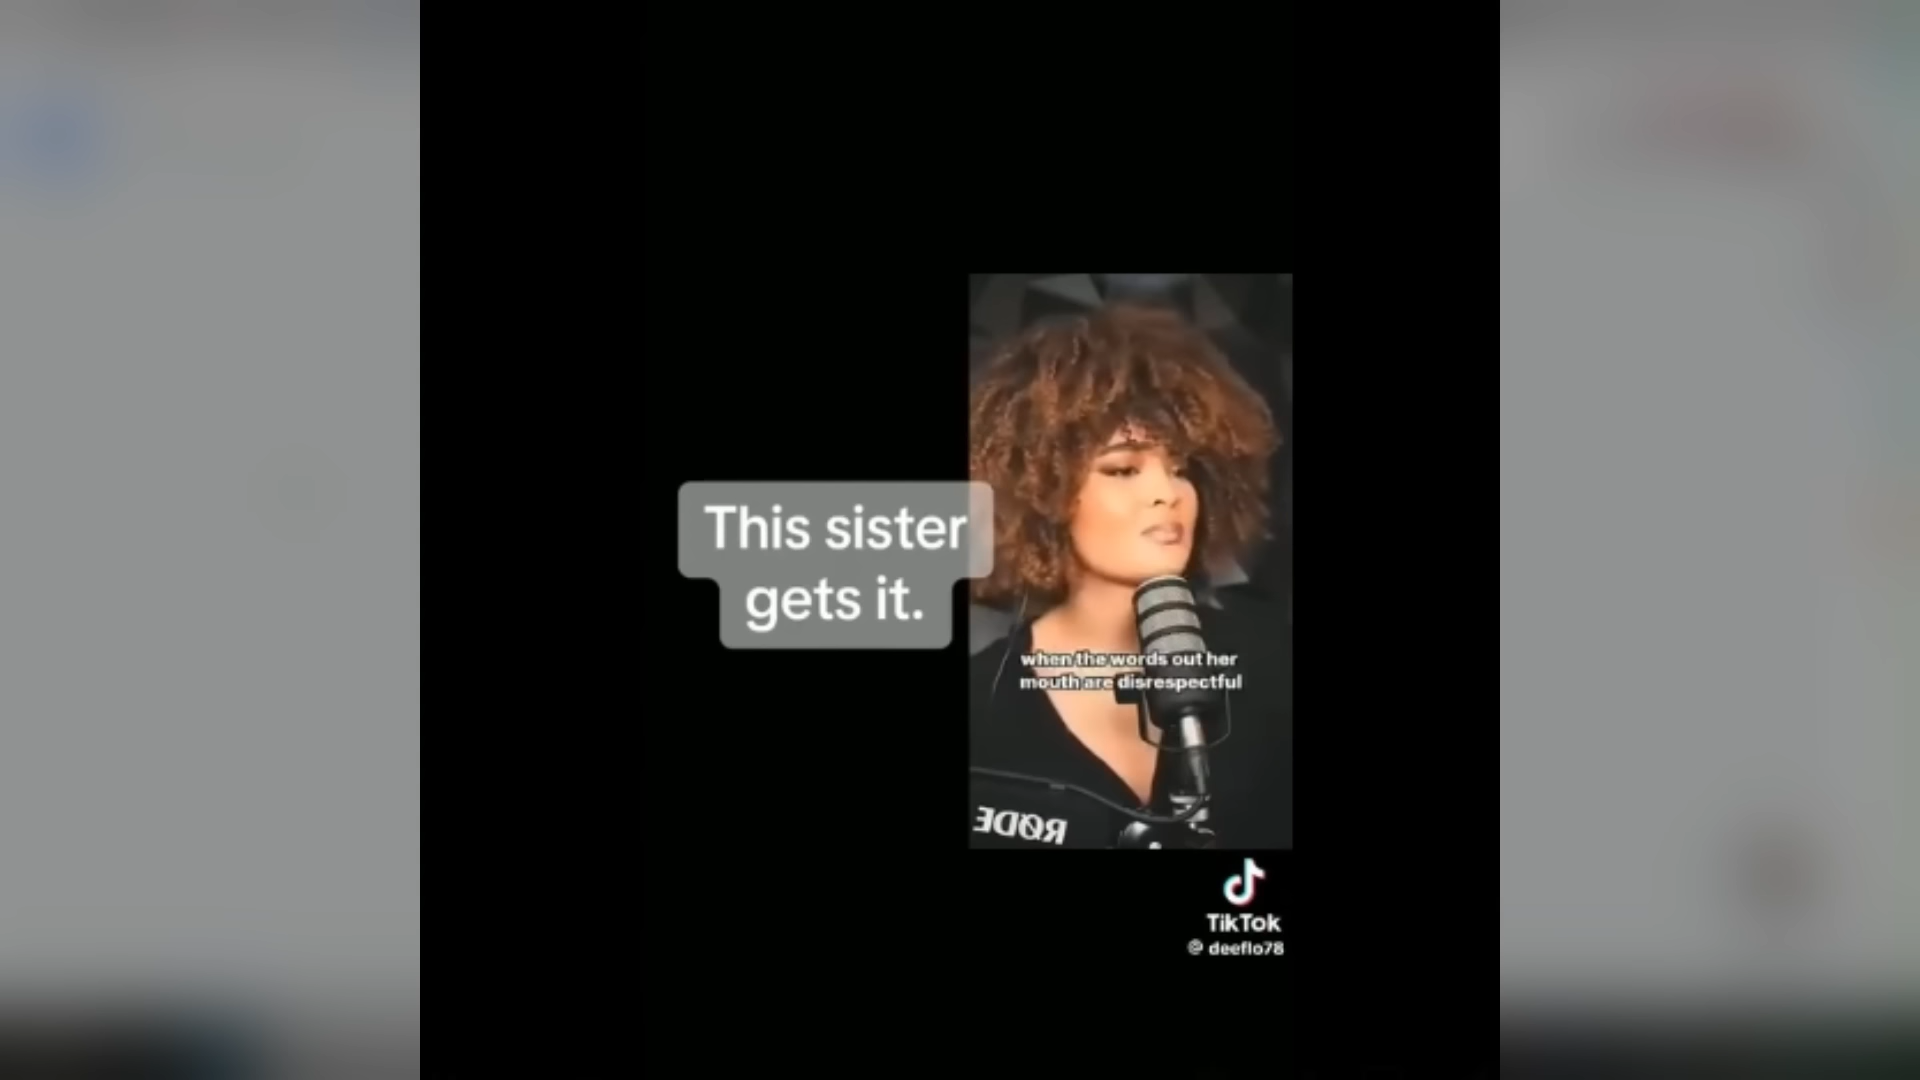 This sister
gets it.
when the words out her
mouth are disrespectful
RØDE
TikTok
@ deeflo78